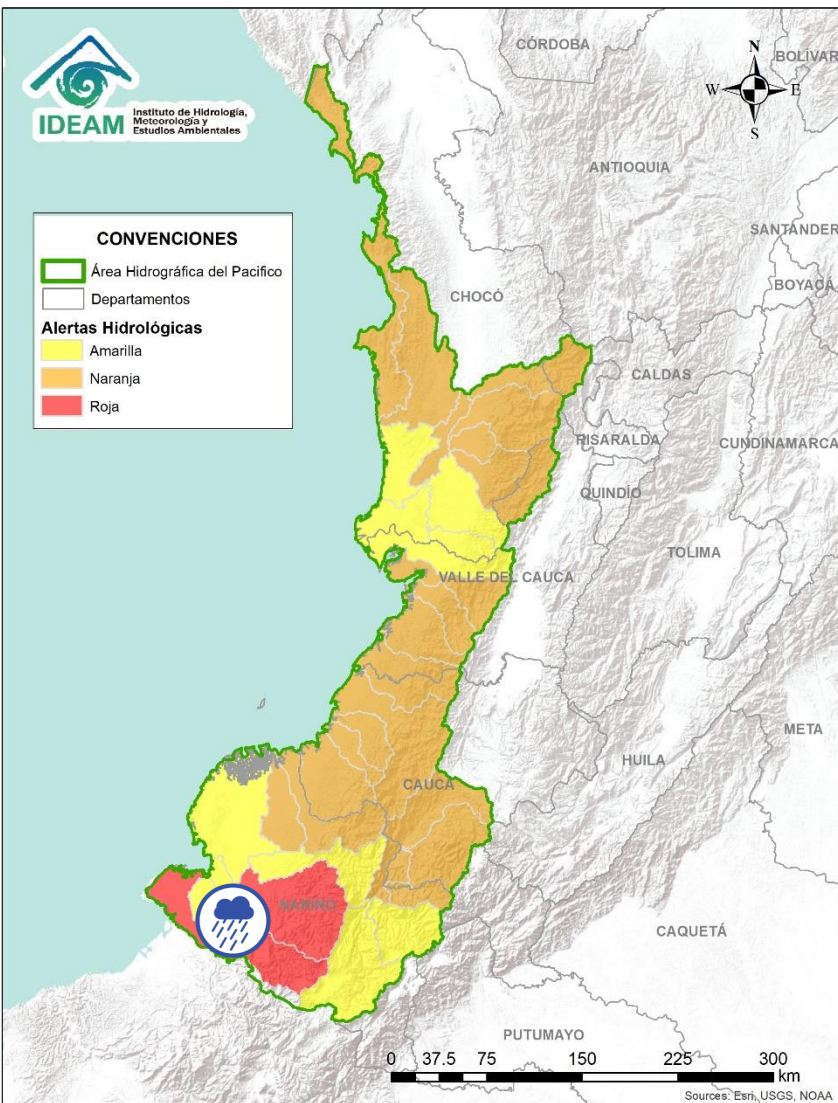 IDEAM
Instituto de Hidrología,
Meteorología y
Estudios Ambientales
CÓRDOBA
BOLÍVAR
N
W
E
S
ANTIOQUIA
SANTANDER
BOYACÁ
CONVENCIONES
Área Hidrográfica del Pacifico
Departamentos
Alertas Hidrológicas
Amarilla
Naranja
Roja
CHOCÓ
CALDAS
RISARALDA
CUNDINAMARCA
QUINDÍO
TOLIMA
VALLE DEL CAUCA
META
HUILA
CAUCA
NARIÑO
CAQUETÁ
PUTUMAYO
0 37.5 75 150 225 300
km
Sources: Esri, USGS, NOAA